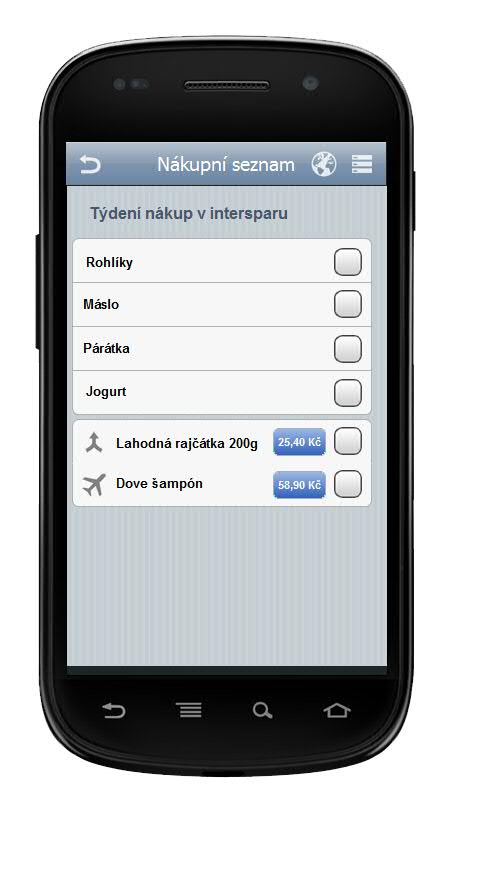 Nákupní seznam
Týdení nákup v intersparu
Rohlíky
Máslo
Párátka
Jogurt
Lahodná rajčátka 200g 25,40 Kč
Dove šampón 58,90 Kč